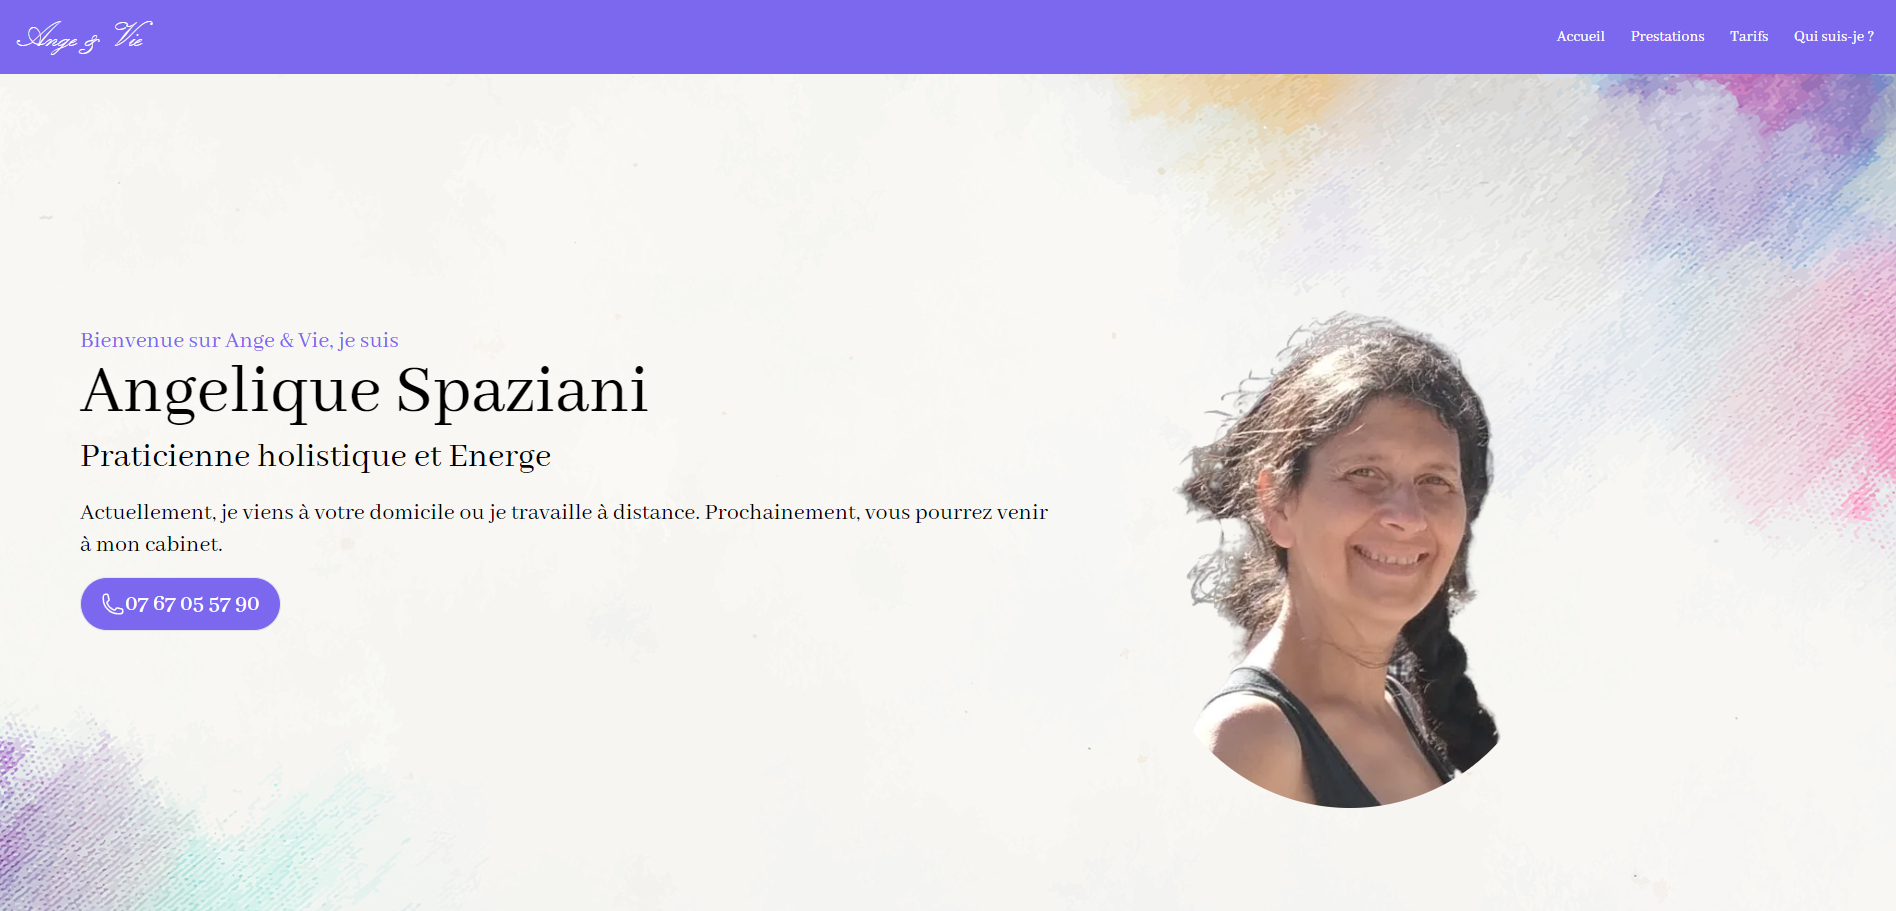 Ange & Vie
Accueil Prestations Tarifs Qui suis-je ?
Bienvenue sur Ange & Vie, je suis
Angelique Spaziani
Praticienne holistique et Energe
Actuellement, je viens à votre domicile ou je travaille à distance. Prochainement, vous pourrez venir
à mon cabinet.
07 67 05 57 90